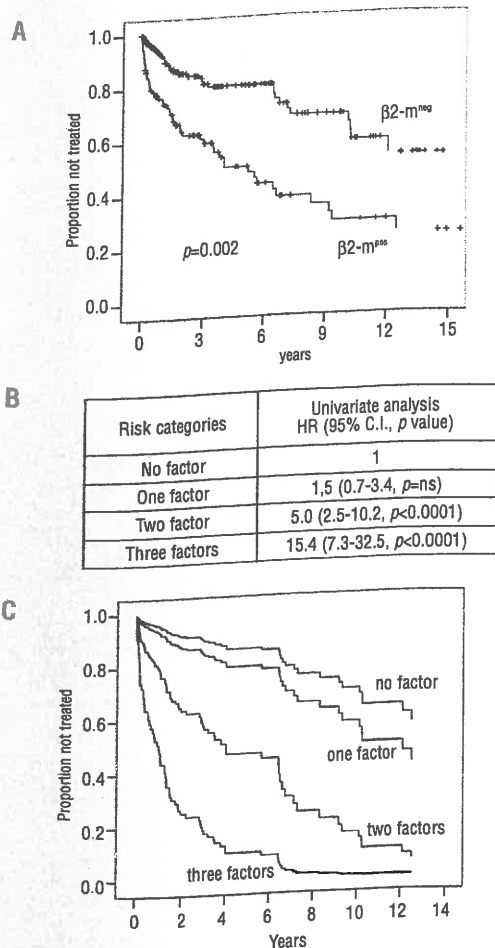 A
1.0
0.8
0.6
0.4
0.2
0.0
Proportion not treated
β2-mneg
β2-mpos
p=0.002
0 3 6 9 12 15
years
B
Risk categories
Univariate analysis
HR (95% C.I., p value)
No factor
1
One factor
1,5 (0.7-3.4, p=ns)
Two factor
5.0 (2.5-10.2, p<0.0001)
Three factors
15.4 (7.3-32.5, p<0.0001)
C
1.0
0.8
0.6
0.4
0.2
0.0
Proportion not treated
no factor
one factor
two factors
three factors
0 2 4 6 8 10 12 14
Years